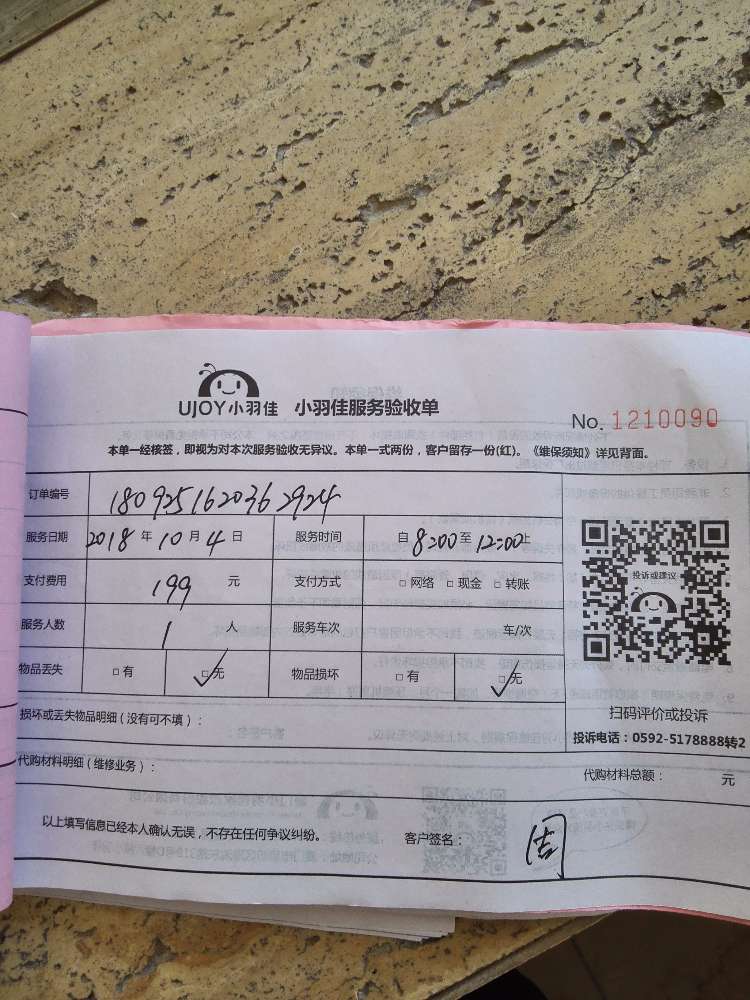 UJOY小羽佳 小羽佳服务验收单
No. 1210090
本单一经核签，即视为对本次服务验收无异议。本单一式两份，客户留存一份(红)。《维保须知》详见背面。
订单编号 1809251620362924
服务日期 2018 年 10 月 4 日 服务时间 自 8:00 至 12:00 止
支付费用 199 元 支付方式 □ 网络 □ 现金 □ 转账
服务人数 1 人 服务车次 车/次
物品丢失 □ 有 □ 无 物品损坏 □ 有 □ 无
投诉或建议
扫码评价或投诉
投诉电话：0592-5178888转2
损坏或丢失物品明细（没有可不填）：
代购材料明细（维修业务）：
代购材料总额： 元
以上填写信息已经本人确认无误，不存在任何争议纠纷。 客户签名： 周